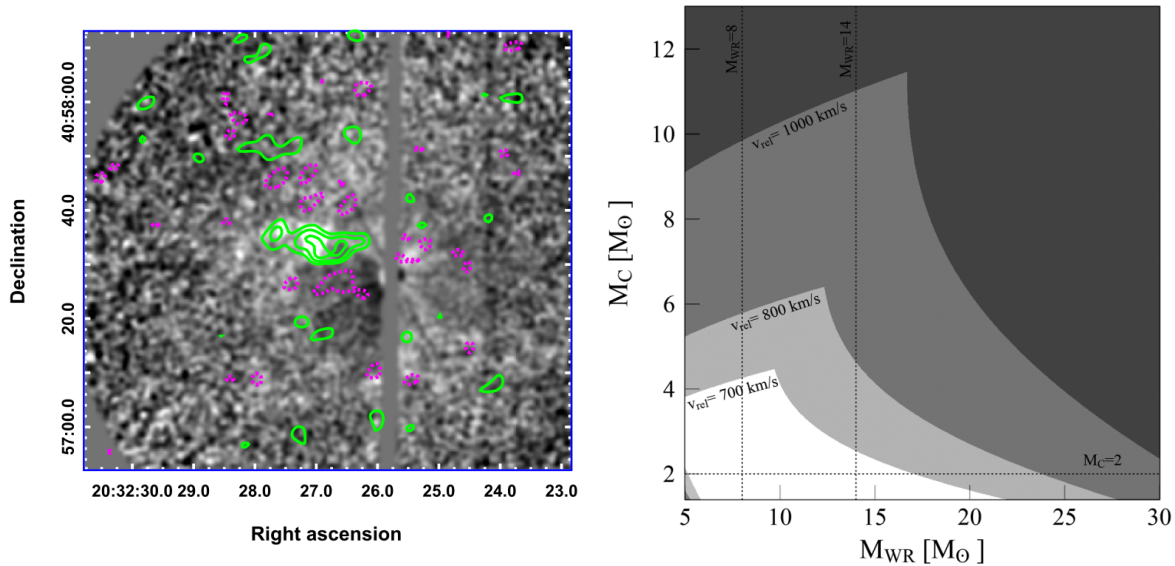 Declination
40:58:00.0
40.0
20.0
57:00.0
20:32:30.0 29.0 28.0 27.0 26.0 25.0 24.0 23.0
Right ascension
M_C [M_⊙]
12
10
8
6
4
2
M_WR=8
M_WR=14
v_rel= 1000 km/s
v_rel= 800 km/s
v_rel= 700 km/s
M_C=2
5 10 15 20 25 30
M_WR [M_⊙]